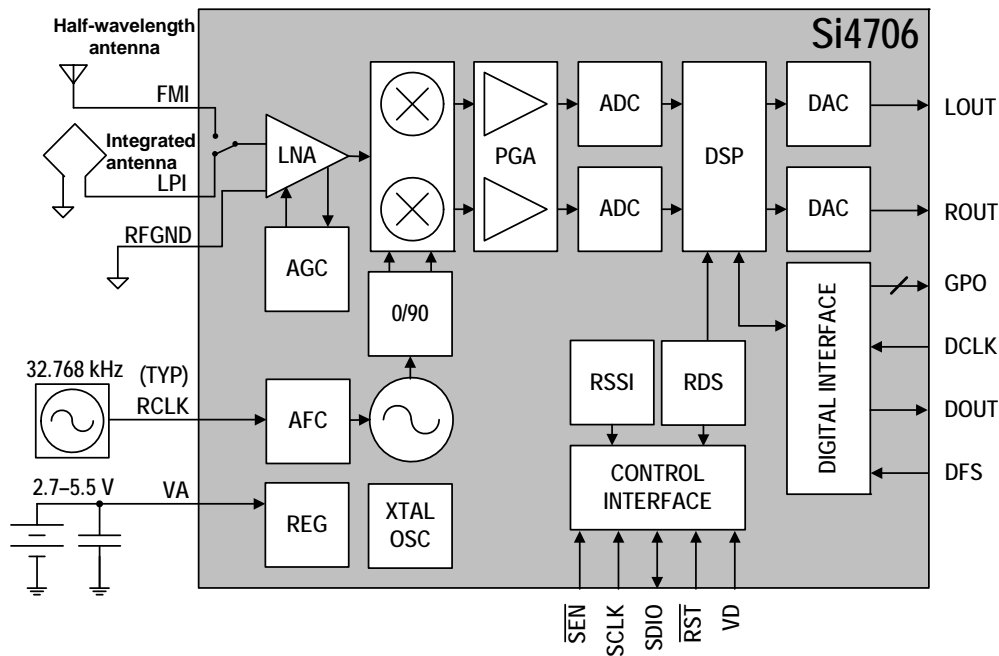 Half-wavelength
antenna
Si4706
FMI
Integrated
antenna
LPI
RFGND
LNA
AGC
PGA
ADC
ADC
DSP
DAC
DAC
LOUT
ROUT
0/90
GPO
DCLK
DOUT
DFS
DIGITAL INTERFACE
32.768 kHz
(TYP)
RCLK
AFC
RSSI
RDS
CONTROL
INTERFACE
2.7–5.5 V
VA
REG
XTAL
OSC
SEN
SCLK
SDIO
RST
VD